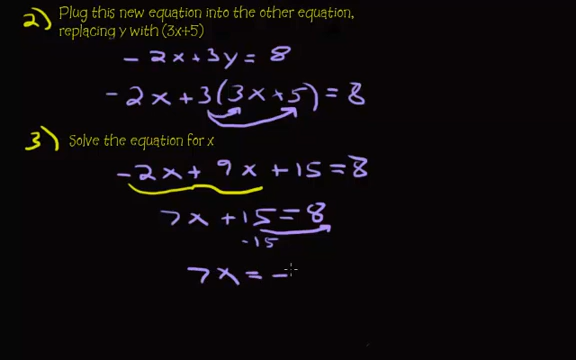 2) Plug this new equation into the other equation,
replacing y with (3x+5)
-2x+3y=8
-2x+3(3x+5)=8
3) Solve the equation for x
-2x+9x+15=8
7x+15=8
-15
7x=-